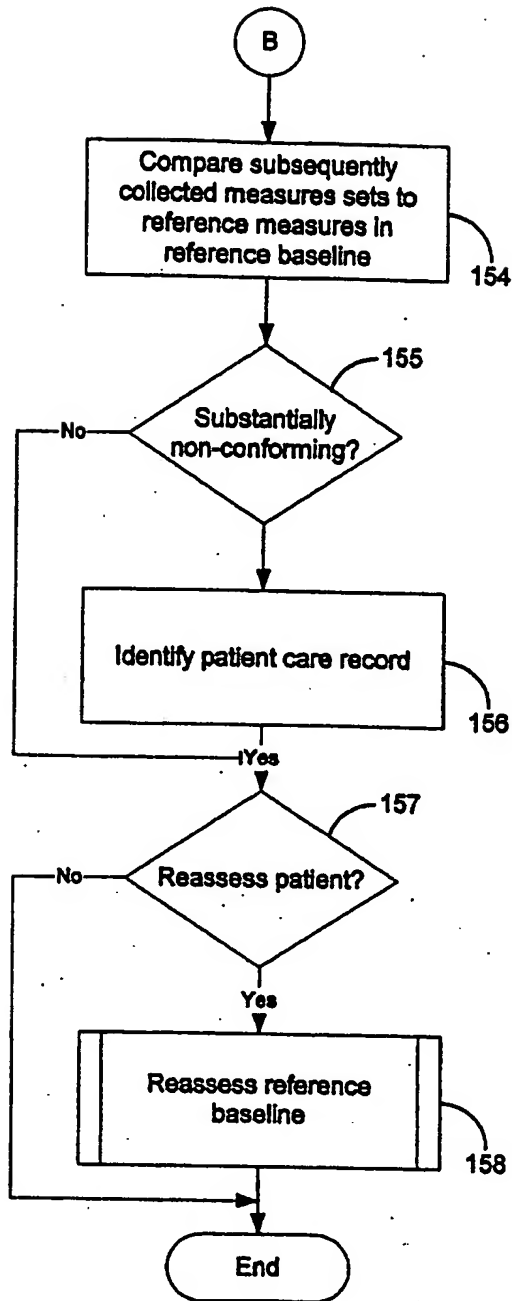 B
Compare subsequently
collected measures sets to
reference measures in
reference baseline
154
155
Substantially
non-conforming?
No
Identify patient care record
156
Yes
157
Reassess patient?
No
Yes
Reassess reference
baseline
158
End